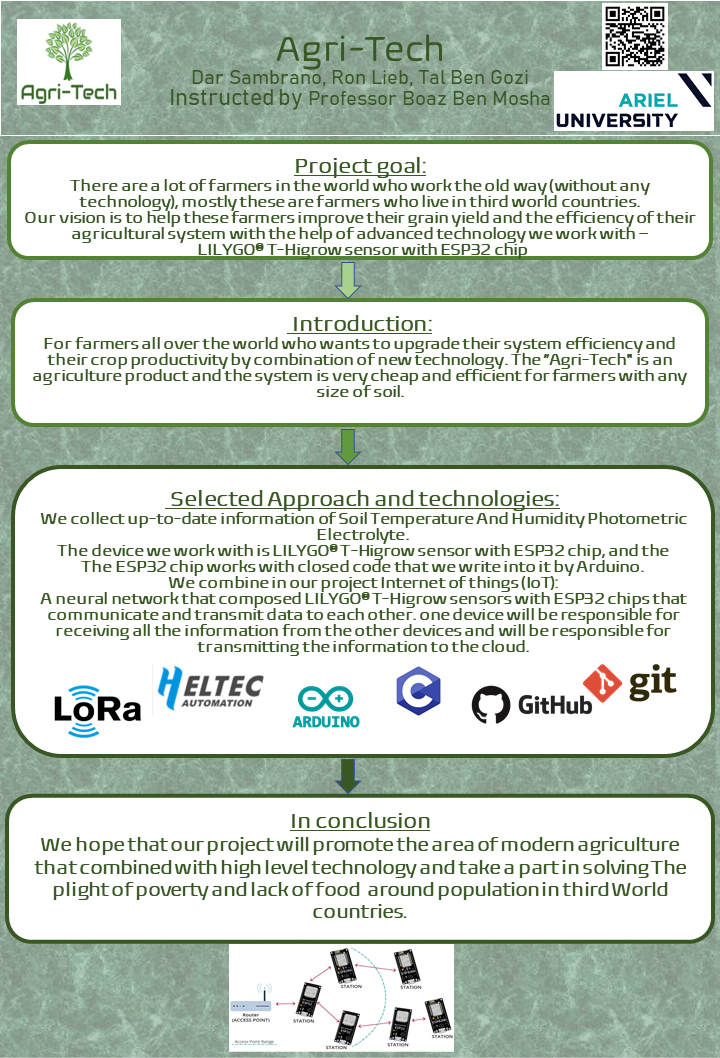 Agri-Tech
Agri-Tech
Dar Sambrano, Ron Lieb, Tal Ben Gozi
Instructed by Professor Boaz Ben Mosha
ARIEL
UNIVERSITY
Project goal:
There are a lot of farmers in the world who work the old way (without any
technology), mostly these are farmers who live in third world countries.
Our vision is to help these farmers improve their grain yield and the efficiency of their
agricultural system with the help of advanced technology we work with –
LILYGO® T-Higrow sensor with ESP32 chip
Introduction:
For farmers all over the world who wants to upgrade their system efficiency and
their crop productivity by combination of new technology. The "Agri-Tech" is an
agriculture product and the system is very cheap and efficient for farmers with any
size of soil.
Selected Approach and technologies:
We collect up-to-date information of Soil Temperature And Humidity Photometric
Electrolyte.
The device we work with is LILYGO® T-Higrow sensor with ESP32 chip, and the
The ESP32 chip works with closed code that we write into it by Arduino.
We combine in our project Internet of things (IoT):
A neural network that composed LILYGO® T-Higrow sensors with ESP32 chips that
communicate and transmit data to each other. one device will be responsible for
receiving all the information from the other devices and will be responsible for
transmitting the information to the cloud.
LoRa
HELTEC
AUTOMATION
ARDUINO
C
GitHub
git
In conclusion
We hope that our project will promote the area of modern agriculture
that combined with high level technology and take a part in solving The
plight of poverty and lack of food around population in third World
countries.
STATION
STATION
Router
(ACCESS POINT)
STATION
STATION
STATION
STATION
Access Point Range